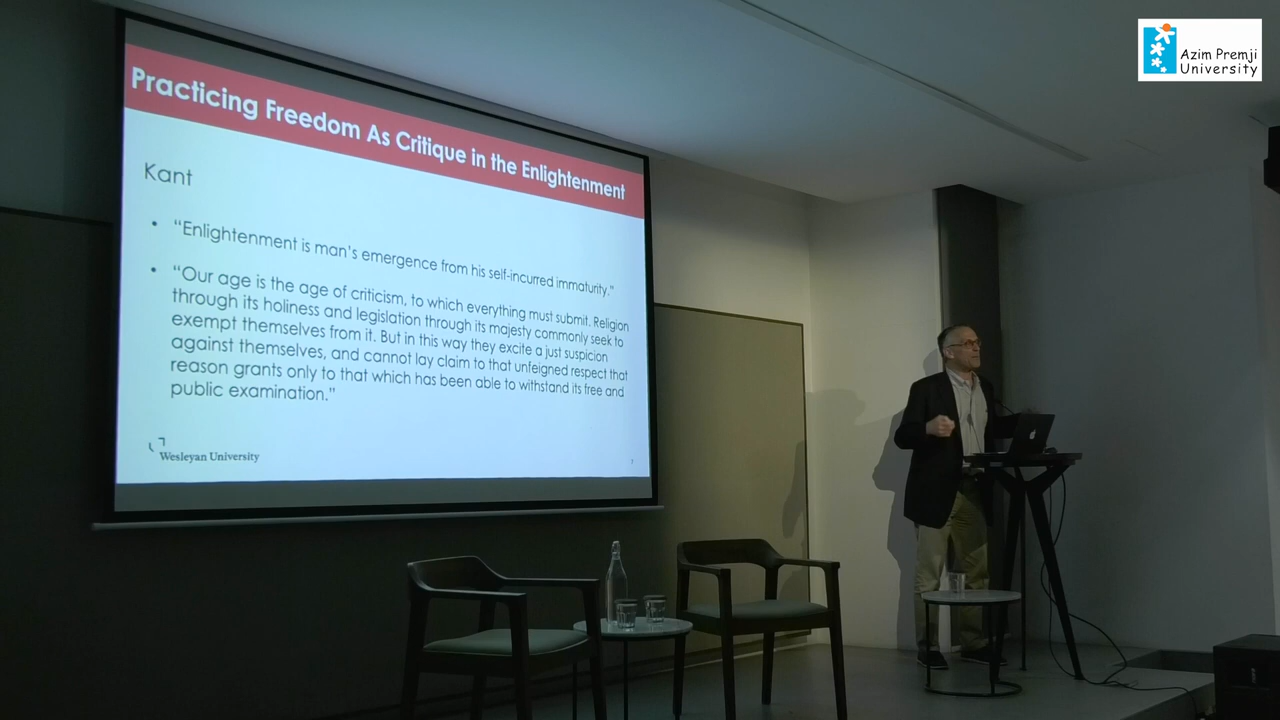 Practicing Freedom As Critique in the Enlightenment
Kant
• “Enlightenment is man’s emergence from his self-incurred immaturity.”
• “Our age is the age of criticism, to which everything must submit. Religion
through its holiness and legislation through its majesty commonly seek to
exempt themselves from it. But in this way they excite a just suspicion
against themselves, and cannot lay claim to that unfeigned respect that
reason grants only to that which has been able to withstand its free and
public examination.”
Wesleyan University
7
Azim Premji
University